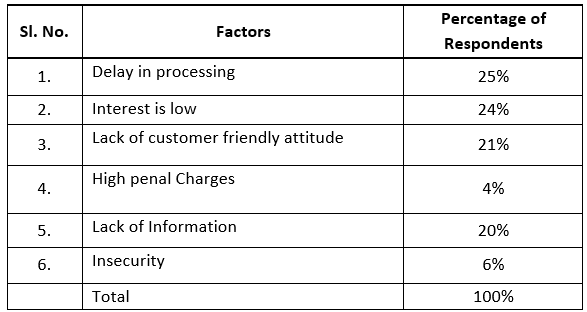 Sl. No. Factors Percentage of
Respondents
1. Delay in processing 25%
2. Interest is low 24%
3. Lack of customer friendly attitude 21%
4. High penal Charges 4%
5. Lack of Information 20%
6. Insecurity 6%
Total 100%